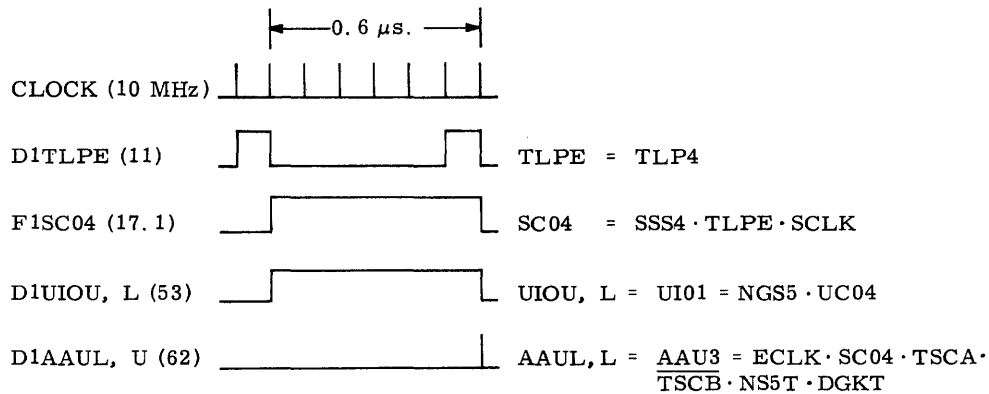 0.6 μs.
CLOCK (10 MHz)
D1TLPE (11) TLPE = TLP4
F1SC04 (17.1) SC04 = SSS4 · TLPE · SCLK
D1UIOU, L (53) UIOU, L = UI01 = NGS5 · UC04
D1AAUL, U (62) AAUL, L = AAU3 = ECLK · SC04 · TSCA ·
TSCB · NS5T · DGKT